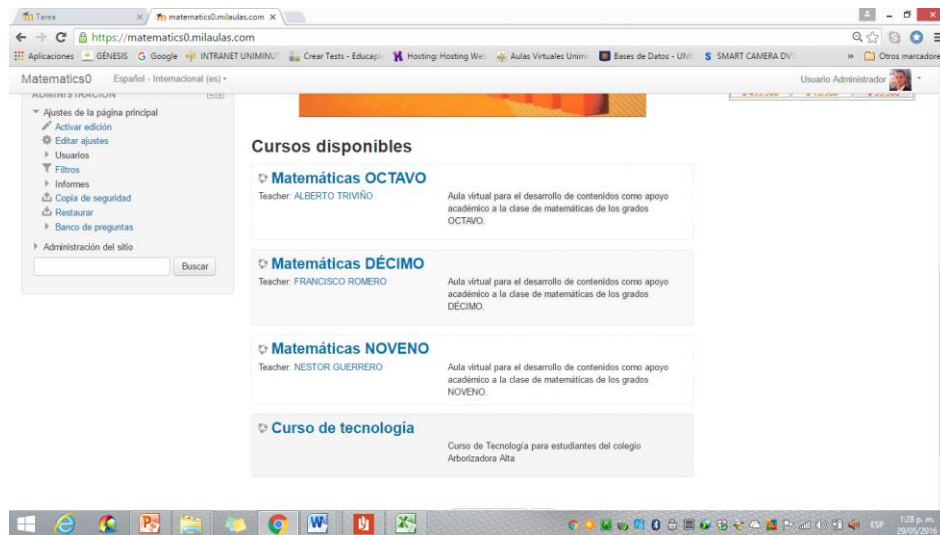 Tarea
matematics0.milaulas.com
https://matematics0.milaulas.com
Aplicaciones GÉNESIS Google INTRANET UNIMINU Crear Tests - Educapl Hosting: Hosting We Aulas Virtuales Unim Bases de Datos - UNI SMART CAMERA DV » Otros marcadore
Matematics0 Español - Internacional (es) Usuario Administrador
ADMINISTRACIÓN
Ajustes de la página principal
Activar edición
Editar ajustes
Usuarios
Filtros
Informes
Copia de seguridad
Restaurar
Banco de preguntas
Administración del sitio
Buscar
Cursos disponibles
Matemáticas OCTAVO
Teacher: ALBERTO TRIVIÑO
Aula virtual para el desarrollo de contenidos como apoyo
académico a la clase de matemáticas de los grados
OCTAVO.
Matemáticas DÉCIMO
Teacher: FRANCISCO ROMERO
Aula virtual para el desarrollo de contenidos como apoyo
académico a la clase de matemáticas de los grados
DÉCIMO.
Matemáticas NOVENO
Teacher: NESTOR GUERRERO
Aula virtual para el desarrollo de contenidos como apoyo
académico a la clase de matemáticas de los grados
NOVENO.
Curso de tecnología
Curso de Tecnología para estudiantes del colegio
Arborizadora Alta
ESP
1:28 p. m.
29/05/2016